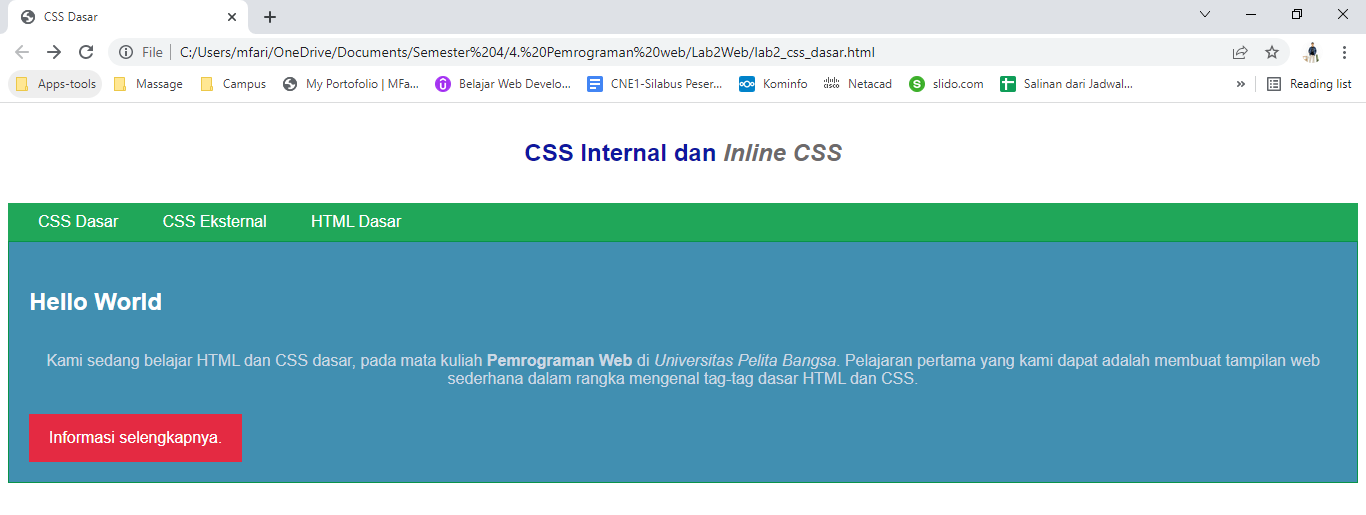 CSS Dasar
File
C:/Users/mfari/OneDrive/Documents/Semester%204/4.%20Pemrograman%20web/Lab2Web/lab2_css_dasar.html
Apps-tools Massage Campus My Portofolio | MFa... Belajar Web Develo... CNE1-Silabus Peser... Kominfo Netacad slido.com Salinan dari Jadwal... » Reading list
CSS Internal dan Inline CSS
CSS Dasar CSS Eksternal HTML Dasar
Hello World
Kami sedang belajar HTML dan CSS dasar, pada mata kuliah Pemrograman Web di Universitas Pelita Bangsa. Pelajaran pertama yang kami dapat adalah membuat tampilan web
sederhana dalam rangka mengenal tag-tag dasar HTML dan CSS.
Informasi selengkapnya.